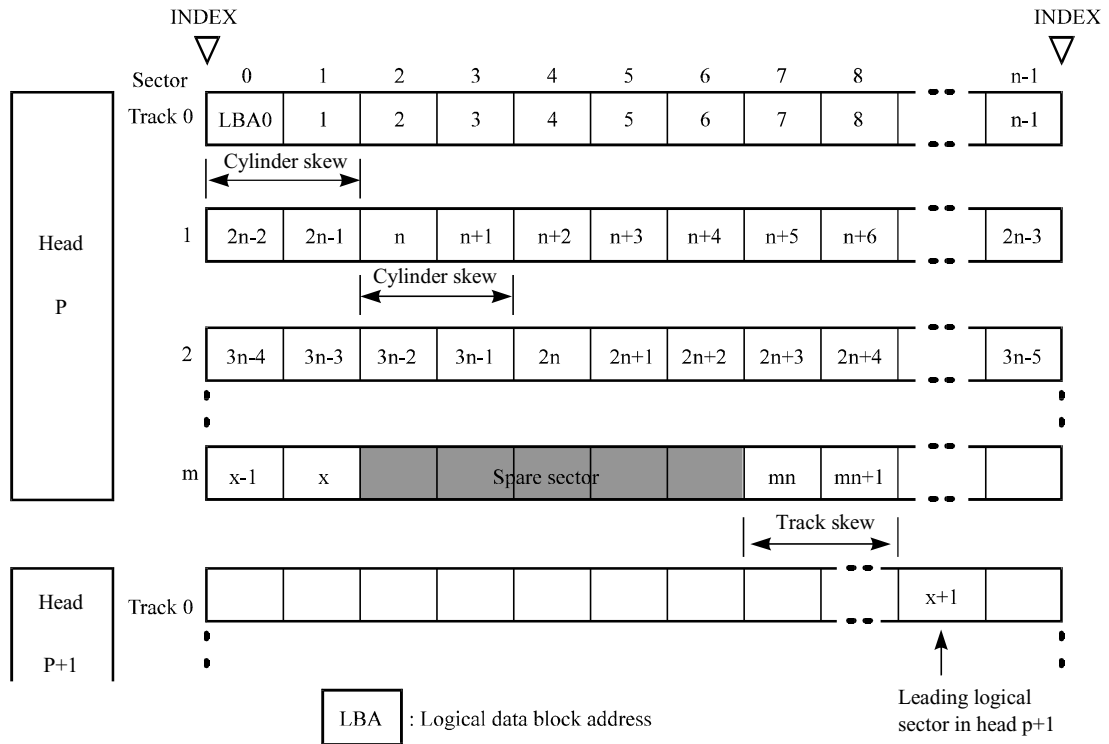 INDEX INDEX
Sector 0 1 2 3 4 5 6 7 8 n-1
Track 0 LBA0 1 2 3 4 5 6 7 8 n-1
Cylinder skew
Head
P
1 2n-2 2n-1 n n+1 n+2 n+3 n+4 n+5 n+6 2n-3
Cylinder skew
2 3n-4 3n-3 3n-2 3n-1 2n 2n+1 2n+2 2n+3 2n+4 3n-5
m x-1 x Spare sector mn mn+1
Track skew
Head
P+1
Track 0 x+1
Leading logical
sector in head p+1
LBA : Logical data block address